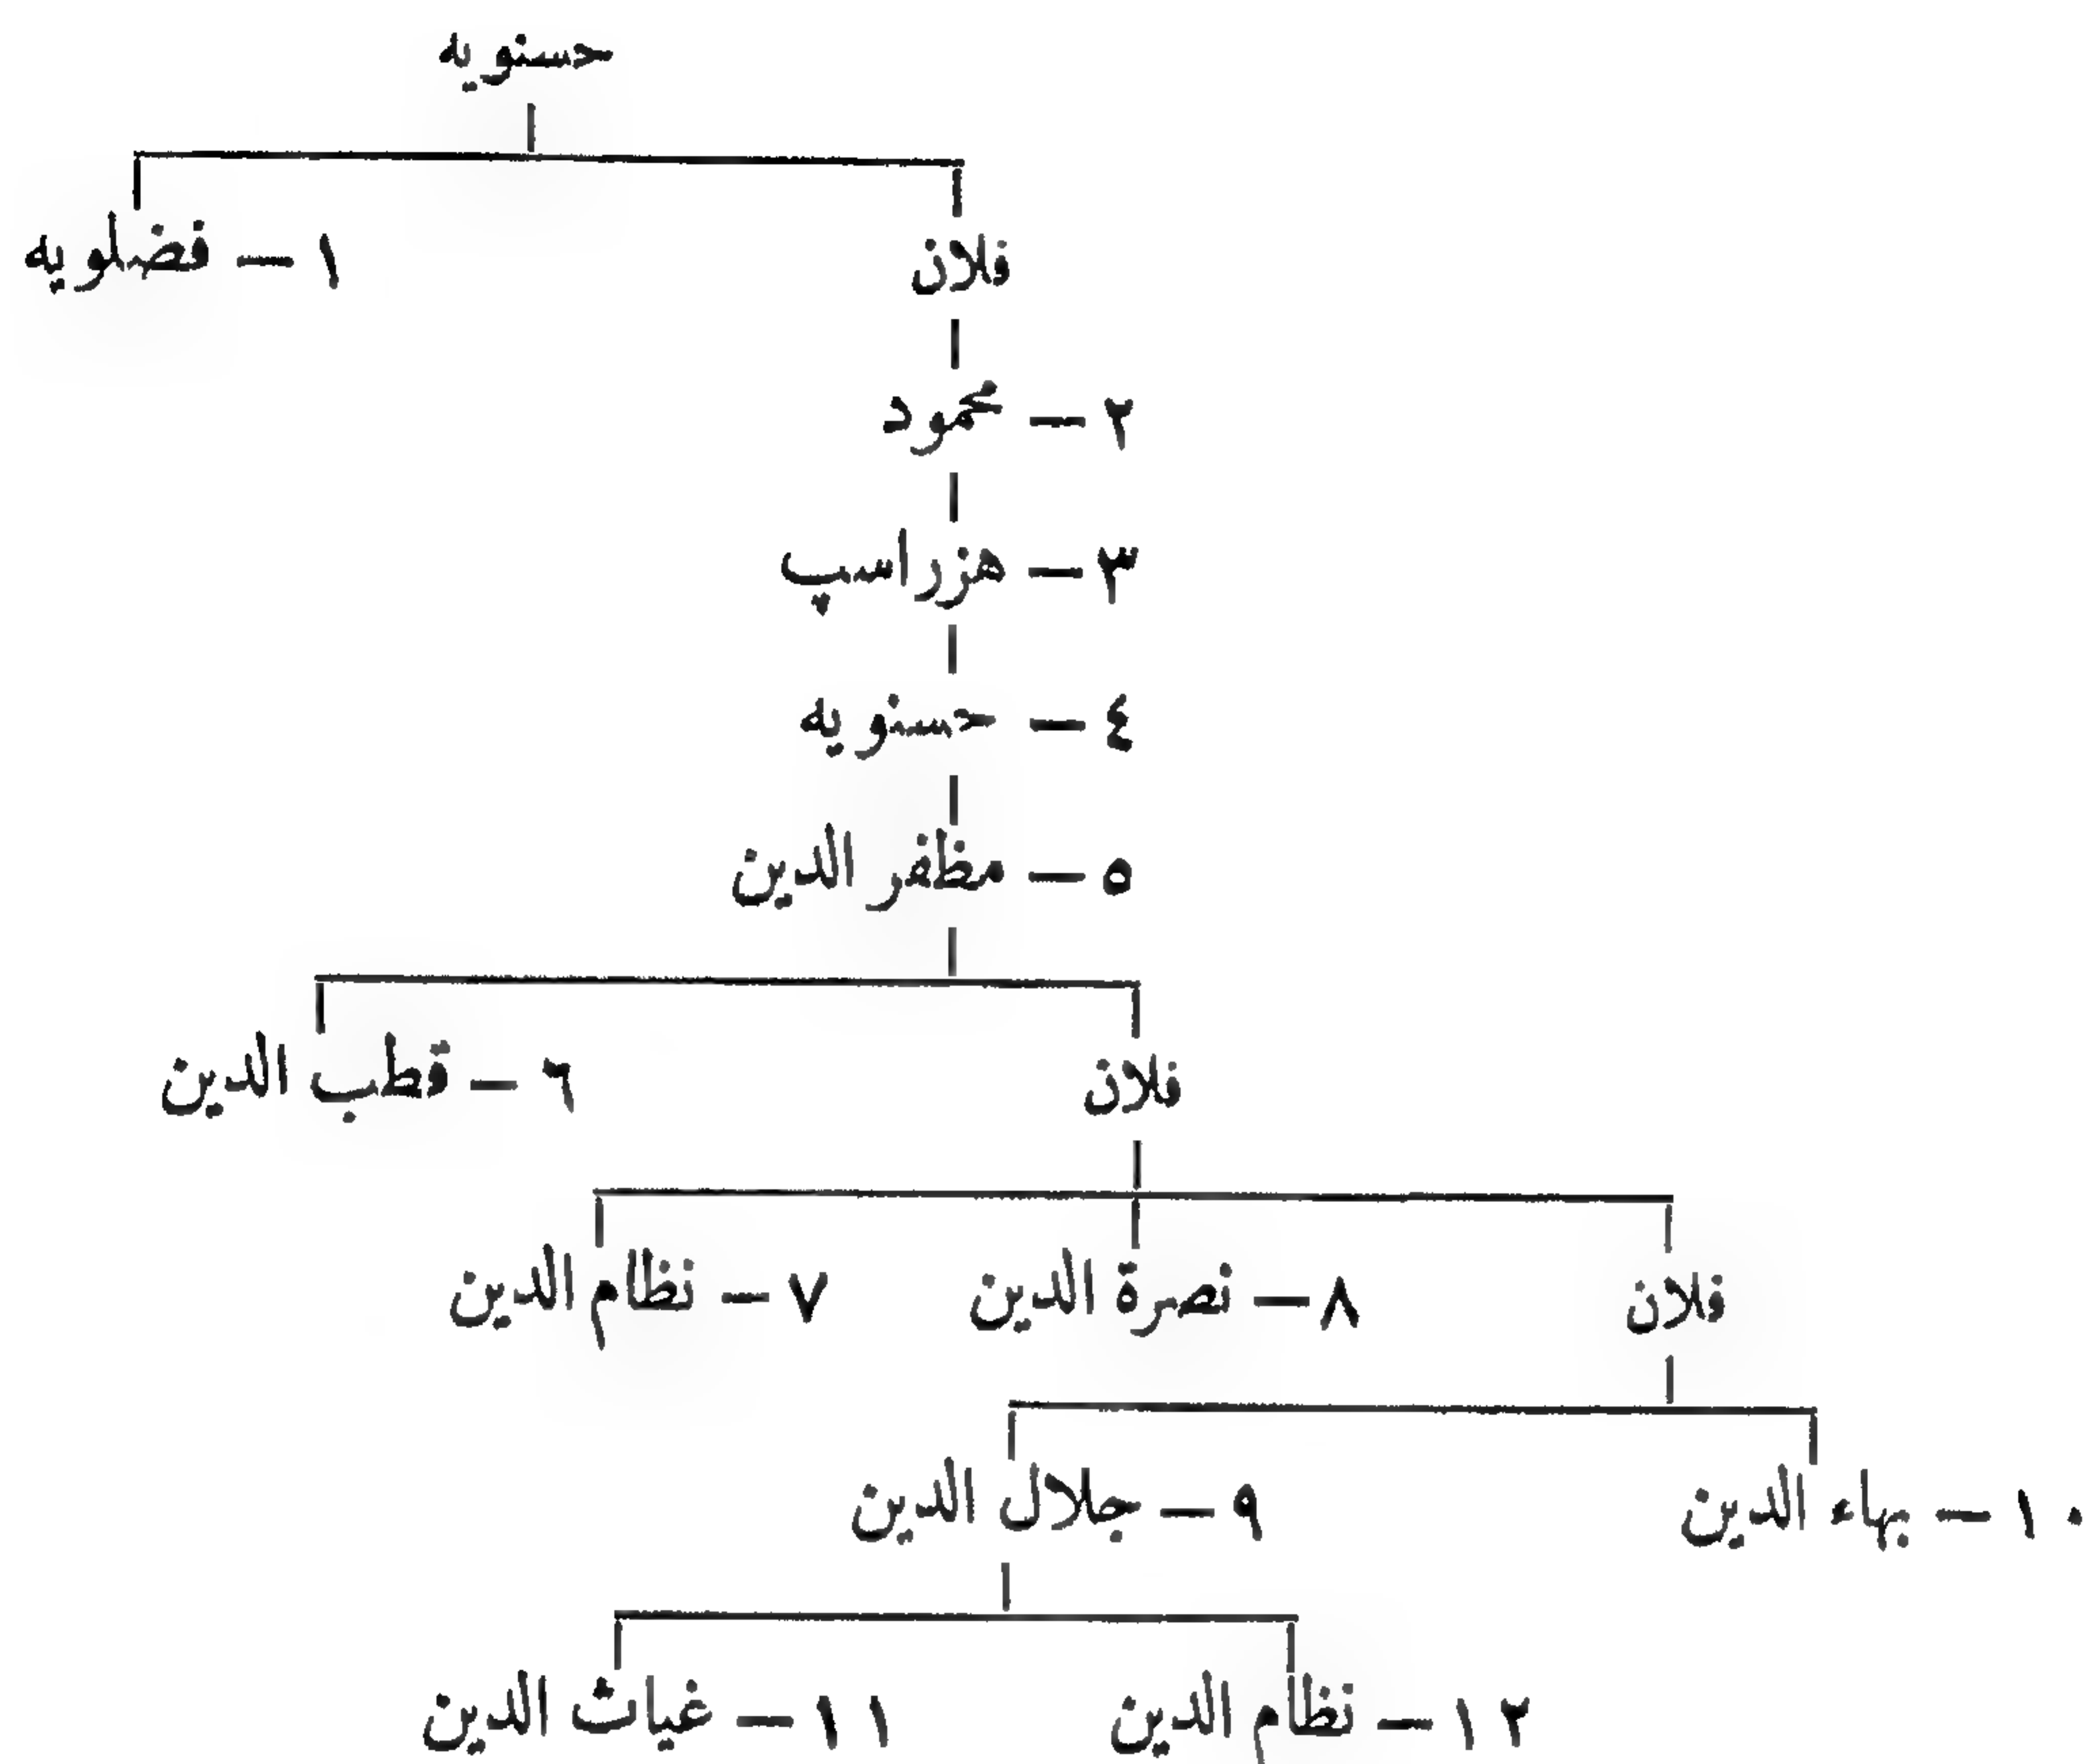 حسنويه
فلان
١ – فضلويه
٢ – محمود
٣ – هزراسپ
٤ – حسنويه
٥ – مظفر الدين
فلان
٦ – قطب الدين
فلان
٨ – نصرة الدين
٧ – نظام الدين
١٠ – بهاء الدين
٩ – جلال الدين
١٢ – نظام الدين
١١ – غياث الدين